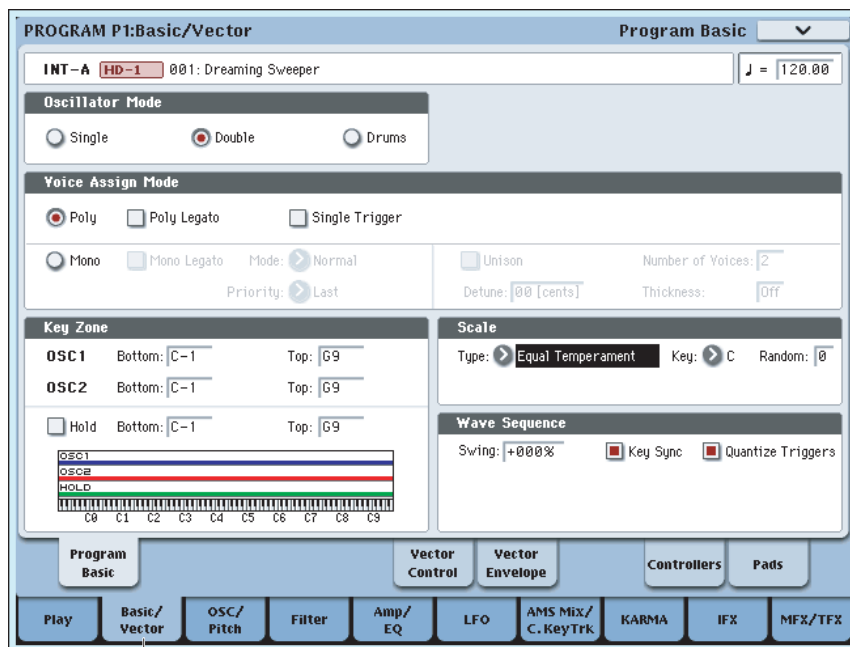 PROGRAM P1:Basic/Vector Program Basic
INT-A HD-1 001: Dreaming Sweeper ♩ = 120.00
Oscillator Mode
Single Double Drums
Voice Assign Mode
Poly Poly Legato Single Trigger
Mono Mono Legato Mode: Normal Unison Number of Voices: 2
Priority: Last Detune: 00 [cents] Thickness: Off
Key Zone
OSC1 Bottom: C-1 Top: G9
OSC2 Bottom: C-1 Top: G9
Hold Bottom: C-1 Top: G9
OSC1
OSC2
HOLD
C0 C1 C2 C3 C4 C5 C6 C7 C8 C9
Scale
Type: Equal Temperament Key: C Random: 0
Wave Sequence
Swing: +000% Key Sync Quantize Triggers
Program Basic
Vector Control
Vector Envelope
Controllers
Pads
Play
Basic/ Vector
OSC/ Pitch
Filter
Amp/ EQ
LFO
AMS Mix/ C.KeyTrk
KARMA
IFX
MFX/TFX